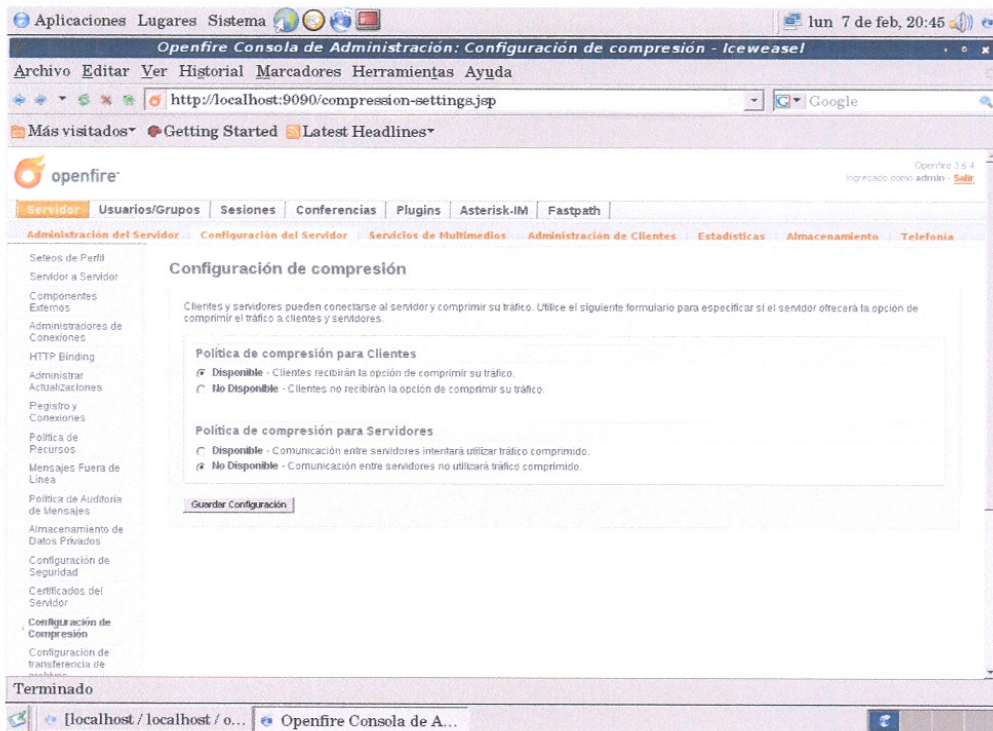 Aplicaciones Lugares Sistema
lun 7 de feb, 20:45
Openfire Consola de Administración: Configuración de compresión - Iceweasel
Archivo Editar Ver Historial Marcadores Herramientas Ayuda
http://localhost:9090/compression-settings.jsp
Google
Más visitados Getting Started Latest Headlines
openfire
Openfire 3.6.4
Ingresado como admin - Salir
Servidor Usuarios/Grupos Sesiones Conferencias Plugins Asterisk-IM Fastpath
Administración del Servidor Configuración del Servidor Servicios de Multimedios Administración de Clientes Estadísticas Almacenamiento Telefonía
Seteos de Perfil
Servidor a Servidor
Componentes
Externos
Administradores de
Conexiones
HTTP Binding
Administrar
Actualizaciones
Registro y
Conexiones
Política de
Recursos
Mensajes Fuera de
Línea
Política de Auditoría
de Mensajes
Almacenamiento de
Datos Privados
Configuración de
Seguridad
Certificados del
Servidor
Configuración de
Compresión
Configuración de
transferencia de
Configuración de compresión
Clientes y servidores pueden conectarse al servidor y comprimir su tráfico. Utilice el siguiente formulario para especificar si el servidor ofrecerá la opción de
comprimir el tráfico a clientes y servidores.
Política de compresión para Clientes
Disponible - Clientes recibirán la opción de comprimir su tráfico.
No Disponible - Clientes no recibirán la opción de comprimir su tráfico.
Política de compresión para Servidores
Disponible - Comunicación entre servidores intentará utilizar tráfico comprimido.
No Disponible - Comunicación entre servidores no utilizará tráfico comprimido.
Guardar Configuración
Terminado
[localhost / localhost / o...
Openfire Consola de A...